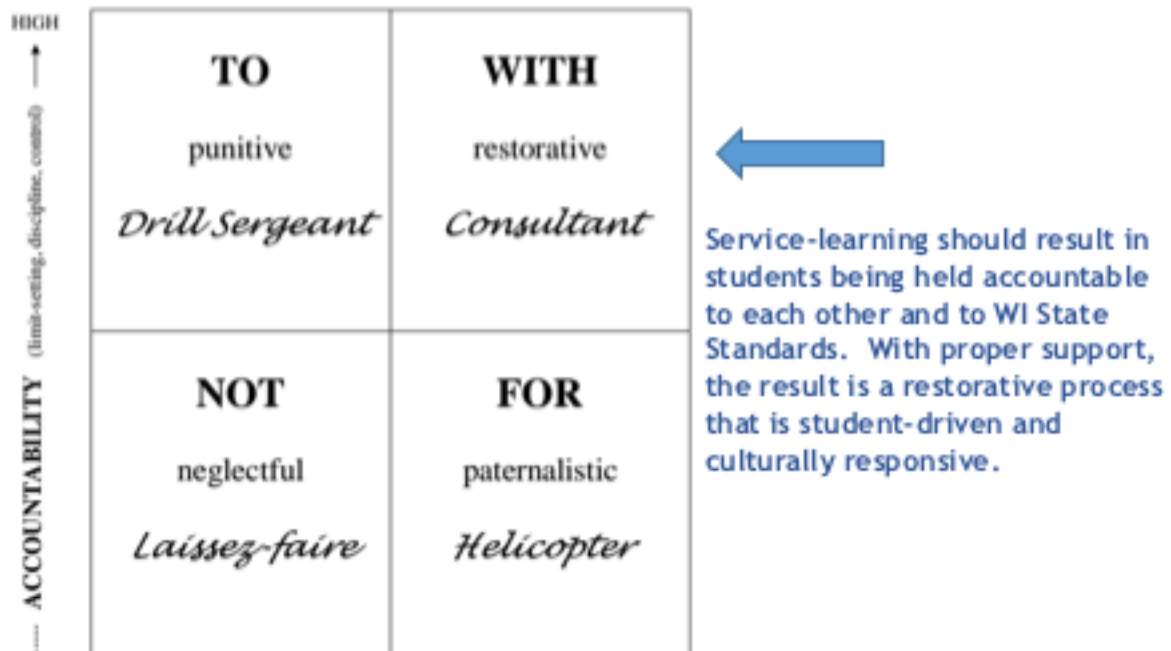 HIGH
TO
WITH
punitive
restorative
Drill Sergeant
Consultant
NOT
FOR
neglectful
paternalistic
Laissez-faire
Helicopter
ACCOUNTABILITY (limit-setting, discipline, control)
Service-learning should result in
students being held accountable
to each other and to WI State
Standards. With proper support,
the result is a restorative process
that is student-driven and
culturally responsive.